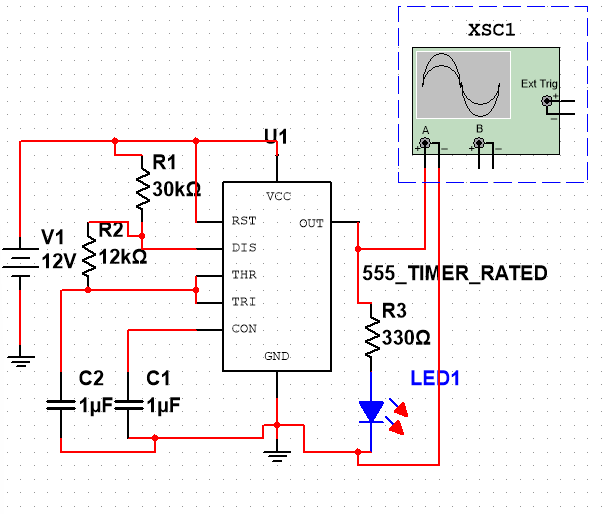 XSC1
Ext Trig
+
−
A
B
+
−
+
−
U1
R1
30kΩ
VCC
RST
OUT
R2
12kΩ
V1
12V
DIS
THR
TRI
CON
GND
555_TIMER_RATED
R3
330Ω
LED1
C2
1µF
C1
1µF